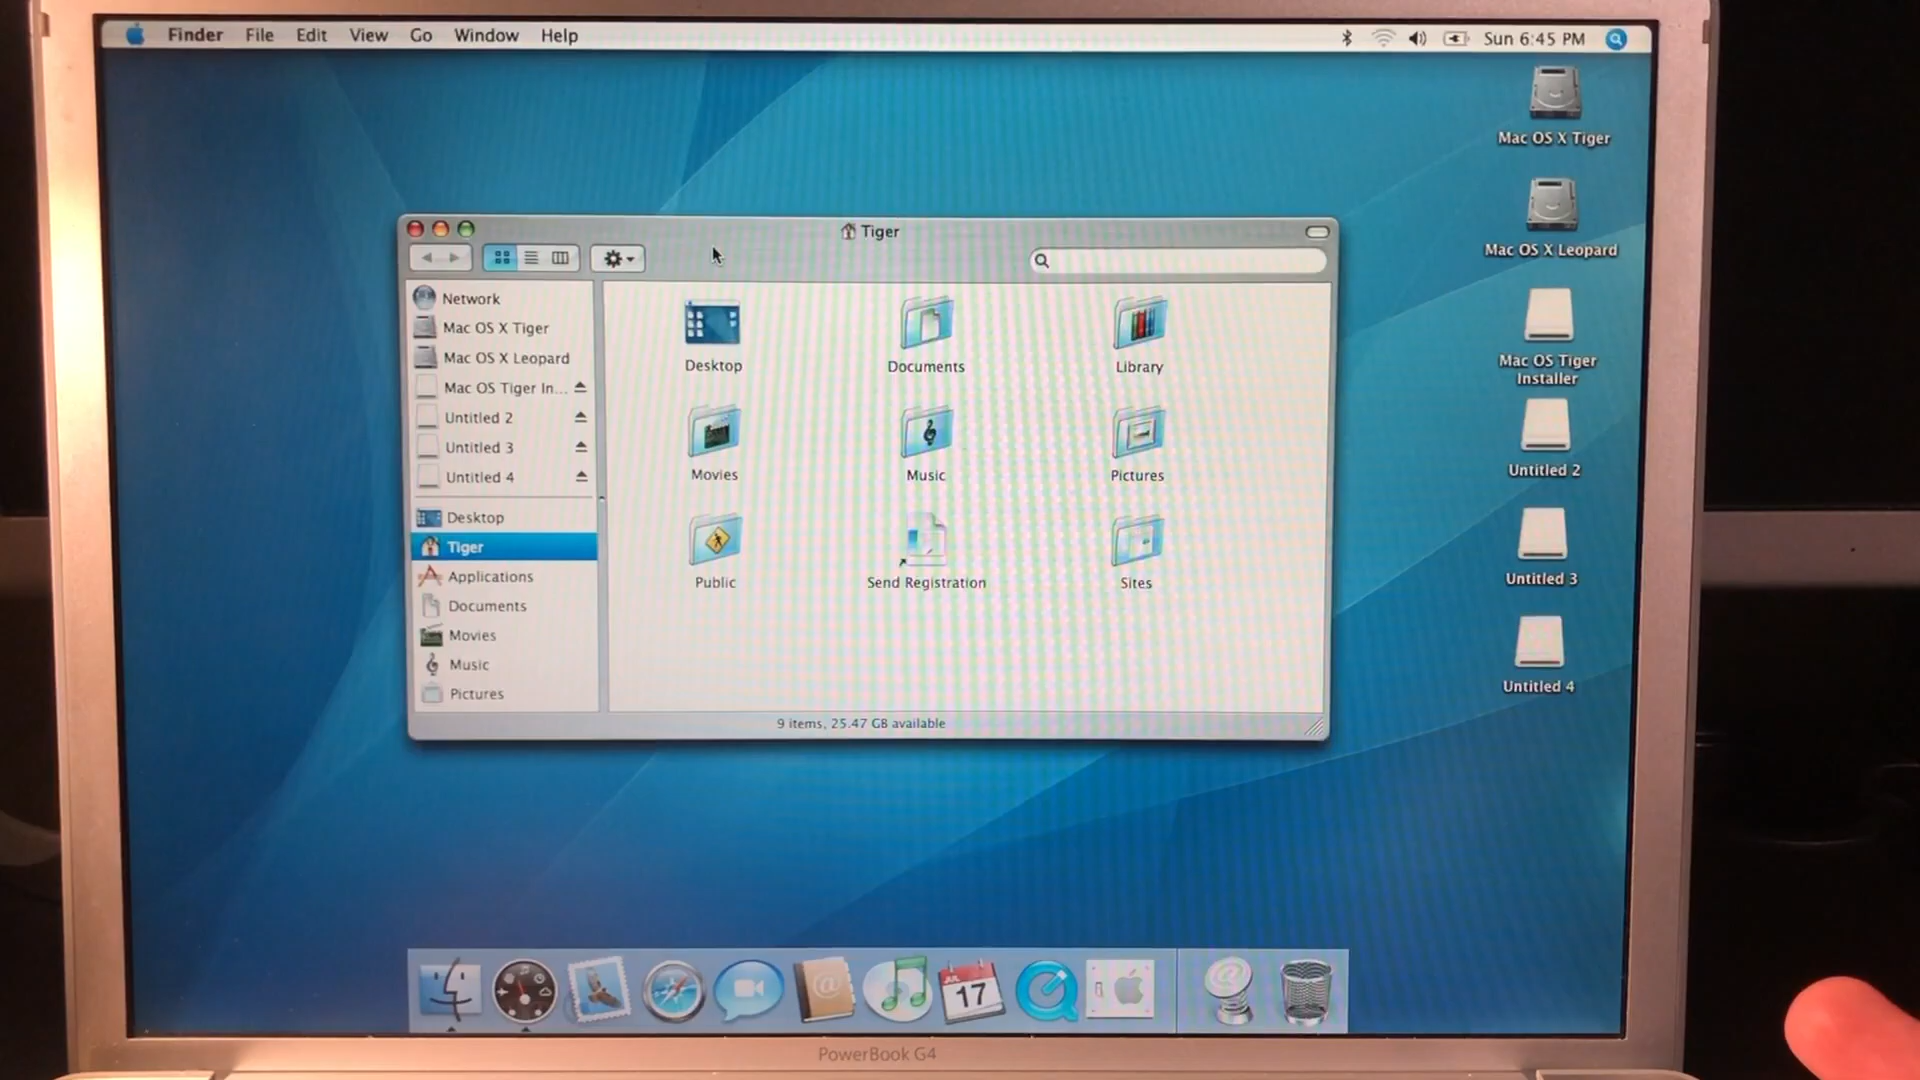 Finder File Edit View Go Window Help Sun 6:45 PM
Mac OS X Tiger
Mac OS X Leopard
Mac OS Tiger
Installer
Untitled 2
Untitled 3
Untitled 4
Tiger
Network
Mac OS X Tiger
Mac OS X Leopard
Mac OS Tiger In...
Untitled 2
Untitled 3
Untitled 4
Desktop
Tiger
Applications
Documents
Movies
Music
Pictures
Desktop Documents Library
Movies Music Pictures
Public Send Registration Sites
9 items, 25.47 GB available
JUL
17
PowerBook G4